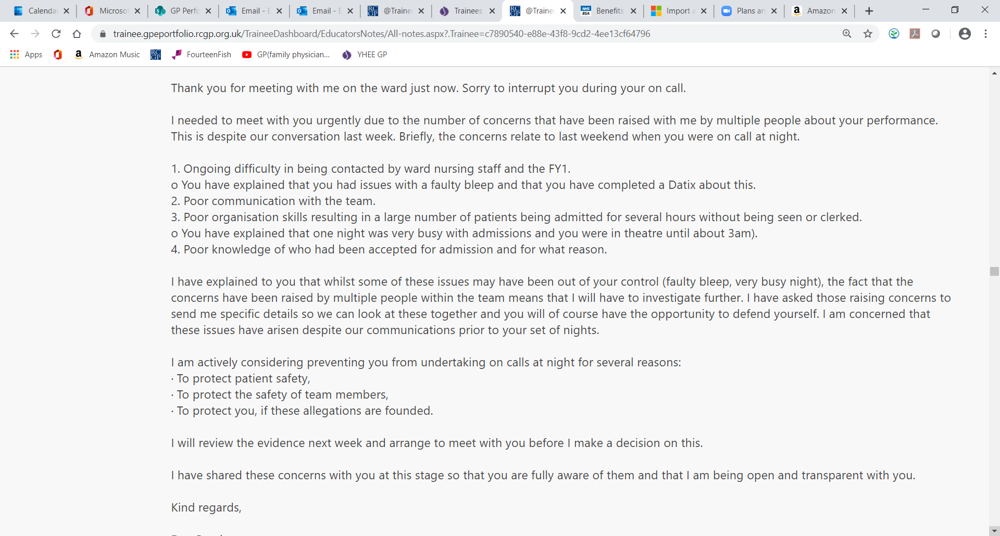 Calenda
Microso
GP Perfo
Email - E
Email - E
@Traine
Trainees
@Traine
Benefits
Import a
Plans an
Amazon
trainee.gpeportfolio.rcgp.org.uk/TraineeDashboard/EducatorsNotes/All-notes.aspx?.Trainee=c7890540-e88e-43f8-9cd2-4ee13cf64796
Apps
Amazon Music
FourteenFish
GP(family physician...
YHEE GP
Thank you for meeting with me on the ward just now. Sorry to interrupt you during your on call.
I needed to meet with you urgently due to the number of concerns that have been raised with me by multiple people about your performance.
This is despite our conversation last week. Briefly, the concerns relate to last weekend when you were on call at night.
1. Ongoing difficulty in being contacted by ward nursing staff and the FY1.
o You have explained that you had issues with a faulty bleep and that you have completed a Datix about this.
2. Poor communication with the team.
3. Poor organisation skills resulting in a large number of patients being admitted for several hours without being seen or clerked.
o You have explained that one night was very busy with admissions and you were in theatre until about 3am).
4. Poor knowledge of who had been accepted for admission and for what reason.
I have explained to you that whilst some of these issues may have been out of your control (faulty bleep, very busy night), the fact that the
concerns have been raised by multiple people within the team means that I will have to investigate further. I have asked those raising concerns to
send me specific details so we can look at these together and you will of course have the opportunity to defend yourself. I am concerned that
these issues have arisen despite our communications prior to your set of nights.
I am actively considering preventing you from undertaking on calls at night for several reasons:
· To protect patient safety,
· To protect the safety of team members,
· To protect you, if these allegations are founded.
I will review the evidence next week and arrange to meet with you before I make a decision on this.
I have shared these concerns with you at this stage so that you are fully aware of them and that I am being open and transparent with you.
Kind regards,